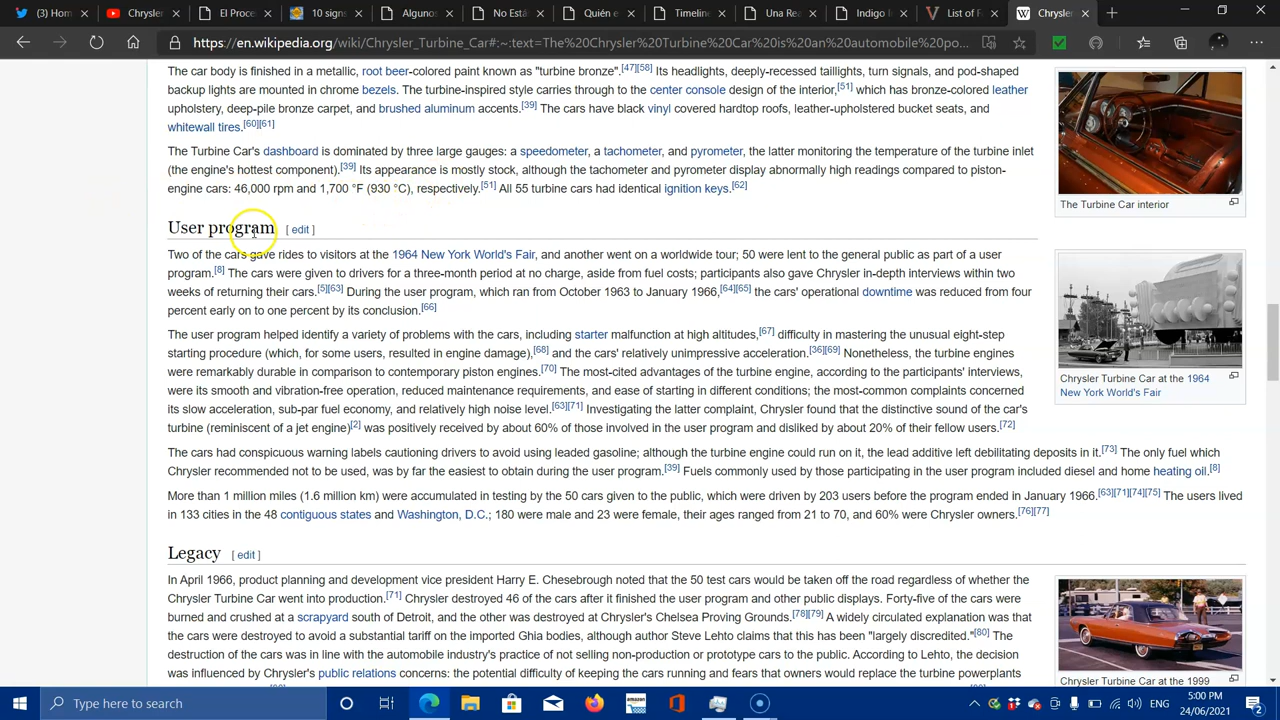 (3) Home
Chrysler
El Proce
10 signs
Algunos
No Está
Quién e
Timeline
Una Rec
Indigo I
List of F
Chrysler
https://en.wikipedia.org/wiki/Chrysler_Turbine_Car#:~:text=The%20Chrysler%20Turbine%20Car%20is%20an%20automobile%20po...
The car body is finished in a metallic, root beer-colored paint known as "turbine bronze".[47][58] Its headlights, deeply-recessed taillights, turn signals, and pod-shaped
backup lights are mounted in chrome bezels. The turbine-inspired style carries through to the center console design of the interior,[51] which has bronze-colored leather
upholstery, deep-pile bronze carpet, and brushed aluminum accents.[39] The cars have black vinyl covered hardtop roofs, leather-upholstered bucket seats, and
whitewall tires.[60][61]
The Turbine Car's dashboard is dominated by three large gauges: a speedometer, a tachometer, and pyrometer, the latter monitoring the temperature of the turbine inlet
(the engine's hottest component).[39] Its appearance is mostly stock, although the tachometer and pyrometer display abnormally high readings compared to piston-
engine cars: 46,000 rpm and 1,700 °F (930 °C), respectively.[51] All 55 turbine cars had identical ignition keys.[62]
The Turbine Car interior
User program [ edit ]
Two of the cars gave rides to visitors at the 1964 New York World's Fair, and another went on a worldwide tour; 50 were lent to the general public as part of a user
program.[8] The cars were given to drivers for a three-month period at no charge, aside from fuel costs; participants also gave Chrysler in-depth interviews within two
weeks of returning their cars.[5][63] During the user program, which ran from October 1963 to January 1966,[64][65] the cars' operational downtime was reduced from four
percent early on to one percent by its conclusion.[66]
The user program helped identify a variety of problems with the cars, including starter malfunction at high altitudes,[67] difficulty in mastering the unusual eight-step
starting procedure (which, for some users, resulted in engine damage),[68] and the cars' relatively unimpressive acceleration.[36][69] Nonetheless, the turbine engines
were remarkably durable in comparison to contemporary piston engines.[70] The most-cited advantages of the turbine engine, according to the participants' interviews,
were its smooth and vibration-free operation, reduced maintenance requirements, and ease of starting in different conditions; the most-common complaints concerned
its slow acceleration, sub-par fuel economy, and relatively high noise level.[63][71] Investigating the latter complaint, Chrysler found that the distinctive sound of the car's
turbine (reminiscent of a jet engine)[2] was positively received by about 60% of those involved in the user program and disliked by about 20% of their fellow users.[72]
Chrysler Turbine Car at the 1964
New York World's Fair
The cars had conspicuous warning labels cautioning drivers to avoid using leaded gasoline; although the turbine engine could run on it, the lead additive left debilitating deposits in it.[73] The only fuel which
Chrysler recommended not to be used, was by far the easiest to obtain during the user program.[39] Fuels commonly used by those participating in the user program included diesel and home heating oil.[8]
More than 1 million miles (1.6 million km) were accumulated in testing by the 50 cars given to the public, which were driven by 203 users before the program ended in January 1966.[63][71][74][75] The users lived
in 133 cities in the 48 contiguous states and Washington, D.C.; 180 were male and 23 were female, their ages ranged from 21 to 70, and 60% were Chrysler owners.[76][77]
Legacy [ edit ]
In April 1966, product planning and development vice president Harry E. Chesebrough noted that the 50 test cars would be taken off the road regardless of whether the
Chrysler Turbine Car went into production.[71] Chrysler destroyed 46 of the cars after it finished the user program and other public displays. Forty-five of the cars were
burned and crushed at a scrapyard south of Detroit, and the other was destroyed at Chrysler's Chelsea Proving Grounds.[78][79] A widely circulated explanation was that
the cars were destroyed to avoid a substantial tariff on the imported Ghia bodies, although author Steve Lehto claims that this has been "largely discredited."[80] The
destruction of the cars was in line with the automobile industry's practice of not selling non-production or prototype cars to the public. According to Lehto, the decision
was influenced by Chrysler's public relations concerns: the potential difficulty of keeping the cars running and fears that owners would replace the turbine powerplants
Chrysler Turbine Car at the 1999
Type here to search
amazon
ENG
5:00 PM
24/06/2021
2